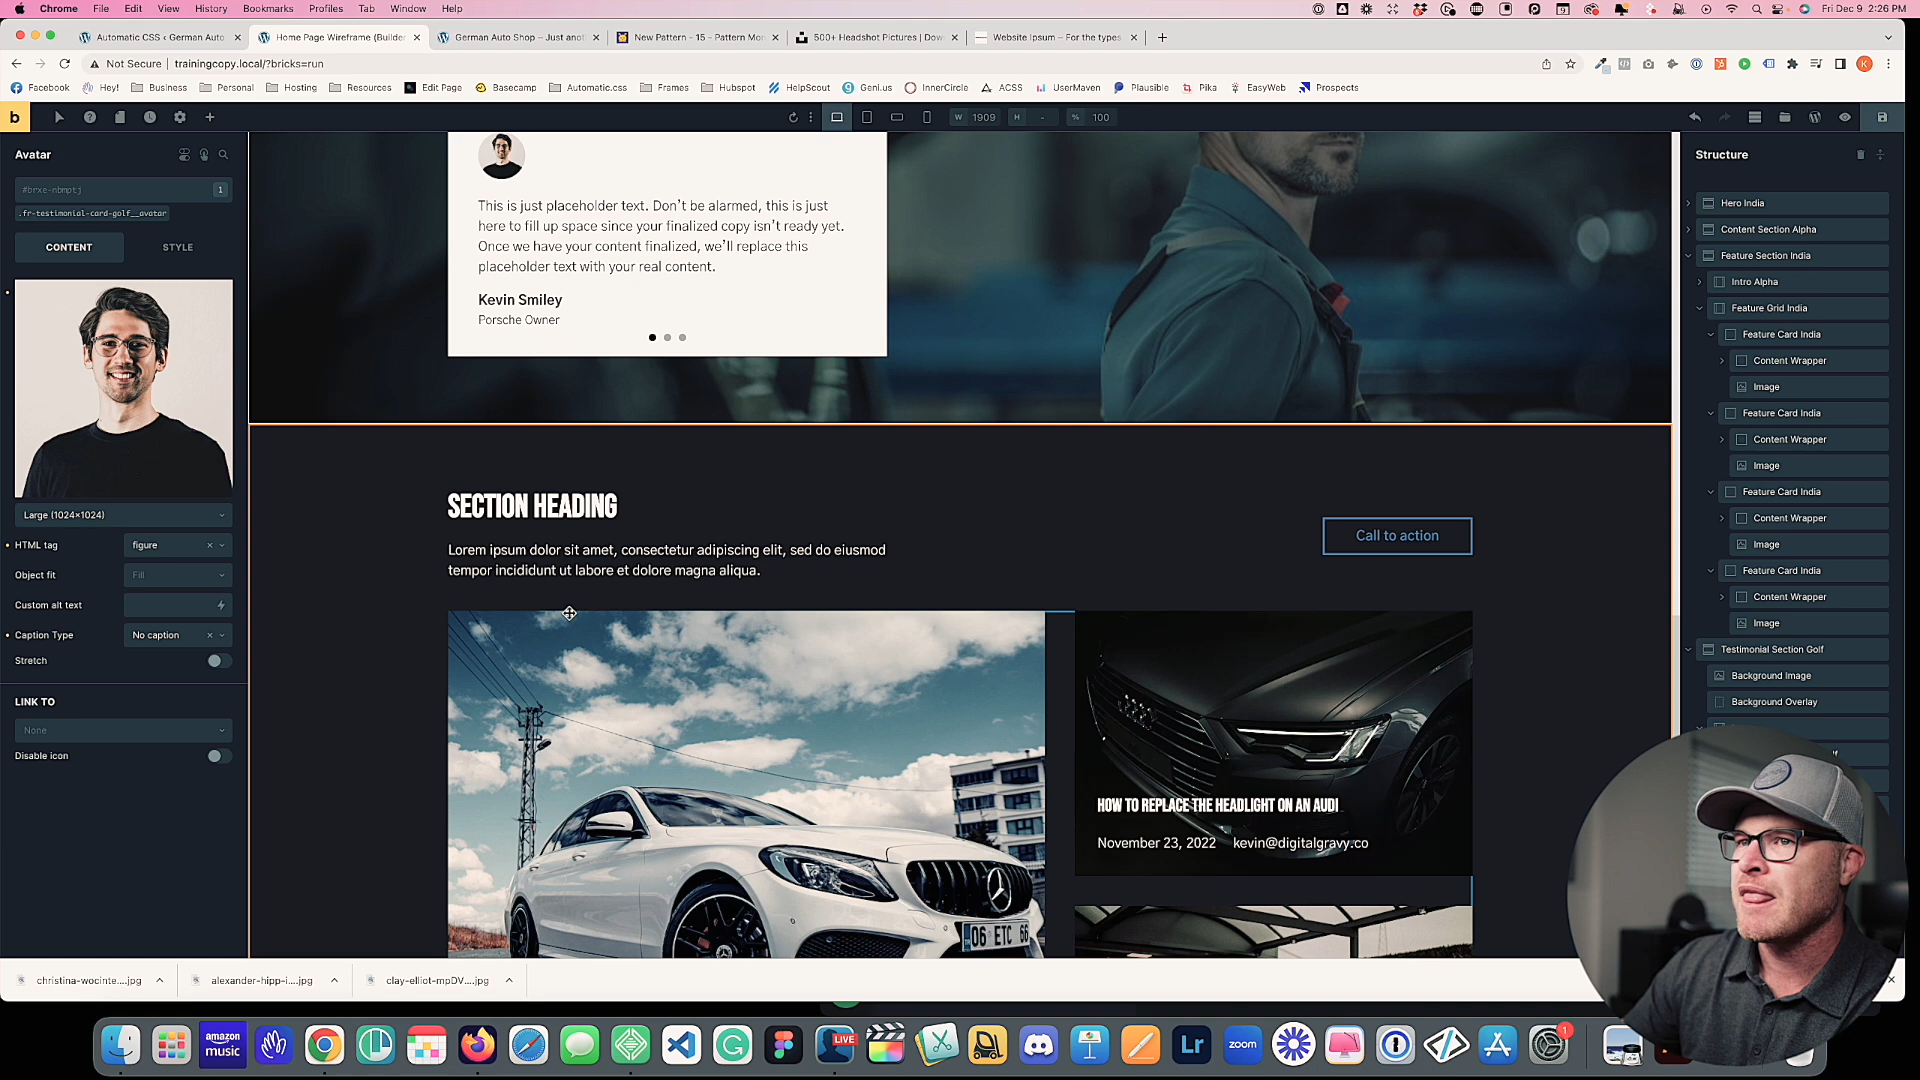 Chrome File Edit View History Bookmarks Profiles Tab Window Help
Fri Dec 9 2:26 PM
Automatic CSS ‹ German Auto
Home Page Wireframe (Builder
German Auto Shop – Just anot
New Pattern - 15 - Pattern Mon
500+ Headshot Pictures | Dow
Website Ipsum – For the types
Not Secure trainingcopy.local/?bricks=run
Facebook Hey! Business Personal Hosting Resources Edit Page Basecamp Automatic.css Frames Hubspot HelpScout Geni.us InnerCircle ACSS UserMaven Plausible Pika EasyWeb Prospects
b
W 1909 H - % 100
Avatar
#brxe-nbmptj 1
.fr-testimonial-card-golf__avatar
CONTENT STYLE
Large (1024×1024)
HTML tag figure
Object fit Fill
Custom alt text
Caption Type No caption
Stretch
LINK TO
None
Disable icon
This is just placeholder text. Don't be alarmed, this is just
here to fill up space since your finalized copy isn't ready yet.
Once we have your content finalized, we'll replace this
placeholder text with your real content.
Kevin Smiley
Porsche Owner
SECTION HEADING
Lorem ipsum dolor sit amet, consectetur adipiscing elit, sed do eiusmod
tempor incididunt ut labore et dolore magna aliqua.
Call to action
06 ETC 66
HOW TO REPLACE THE HEADLIGHT ON AN AUDI
November 23, 2022 kevin@digitalgravy.co
Structure
Hero India
Content Section Alpha
Feature Section India
Intro Alpha
Feature Grid India
Feature Card India
Content Wrapper
Image
Feature Card India
Content Wrapper
Image
Feature Card India
Content Wrapper
Image
Feature Card India
Content Wrapper
Image
Testimonial Section Golf
Background Image
Background Overlay
christina-wocinte....jpg
alexander-hipp-i....jpg
clay-elliot-mpDV....jpg
amazon
music
LIVE
Lr
zoom
1